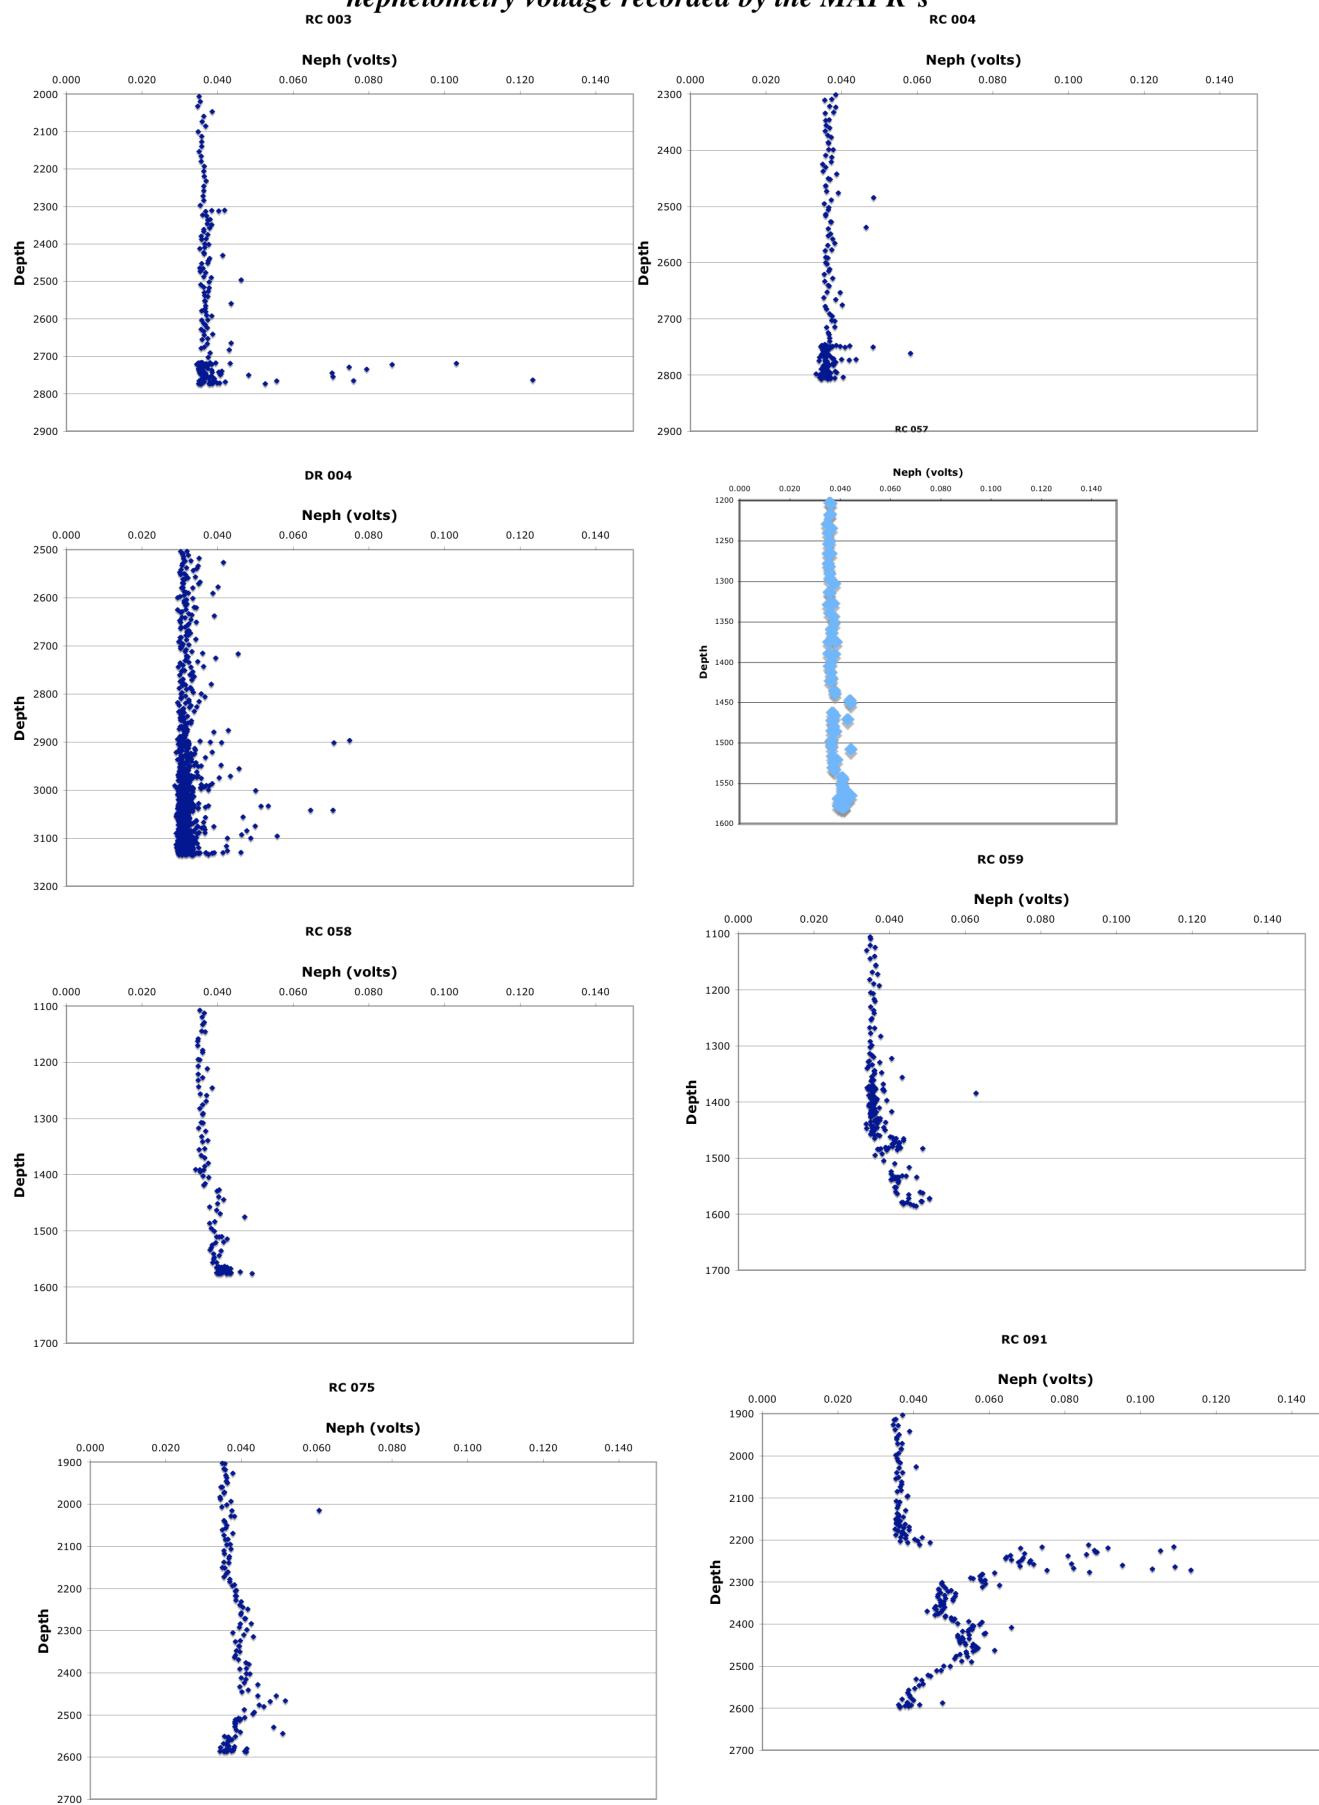 nephelometry voltage recorded by the MAPR's
RC 003
Neph (volts)
0.000 0.020 0.040 0.060 0.080 0.100 0.120 0.140
Depth
2000
2100
2200
2300
2400
2500
2600
2700
2800
2900
RC 004
Neph (volts)
0.000 0.020 0.040 0.060 0.080 0.100 0.120 0.140
Depth
2300
2400
2500
2600
2700
2800
2900
DR 004
Neph (volts)
0.000 0.020 0.040 0.060 0.080 0.100 0.120 0.140
Depth
2500
2600
2700
2800
2900
3000
3100
3200
RC 057
Neph (volts)
0.000 0.020 0.040 0.060 0.080 0.100 0.120 0.140
Depth
1200
1250
1300
1350
1400
1450
1500
1550
1600
RC 058
Neph (volts)
0.000 0.020 0.040 0.060 0.080 0.100 0.120 0.140
Depth
1100
1200
1300
1400
1500
1600
1700
RC 059
Neph (volts)
0.000 0.020 0.040 0.060 0.080 0.100 0.120 0.140
Depth
1100
1200
1300
1400
1500
1600
1700
RC 075
Neph (volts)
0.000 0.020 0.040 0.060 0.080 0.100 0.120 0.140
Depth
1900
2000
2100
2200
2300
2400
2500
2600
2700
RC 091
Neph (volts)
0.000 0.020 0.040 0.060 0.080 0.100 0.120 0.140
Depth
1900
2000
2100
2200
2300
2400
2500
2600
2700